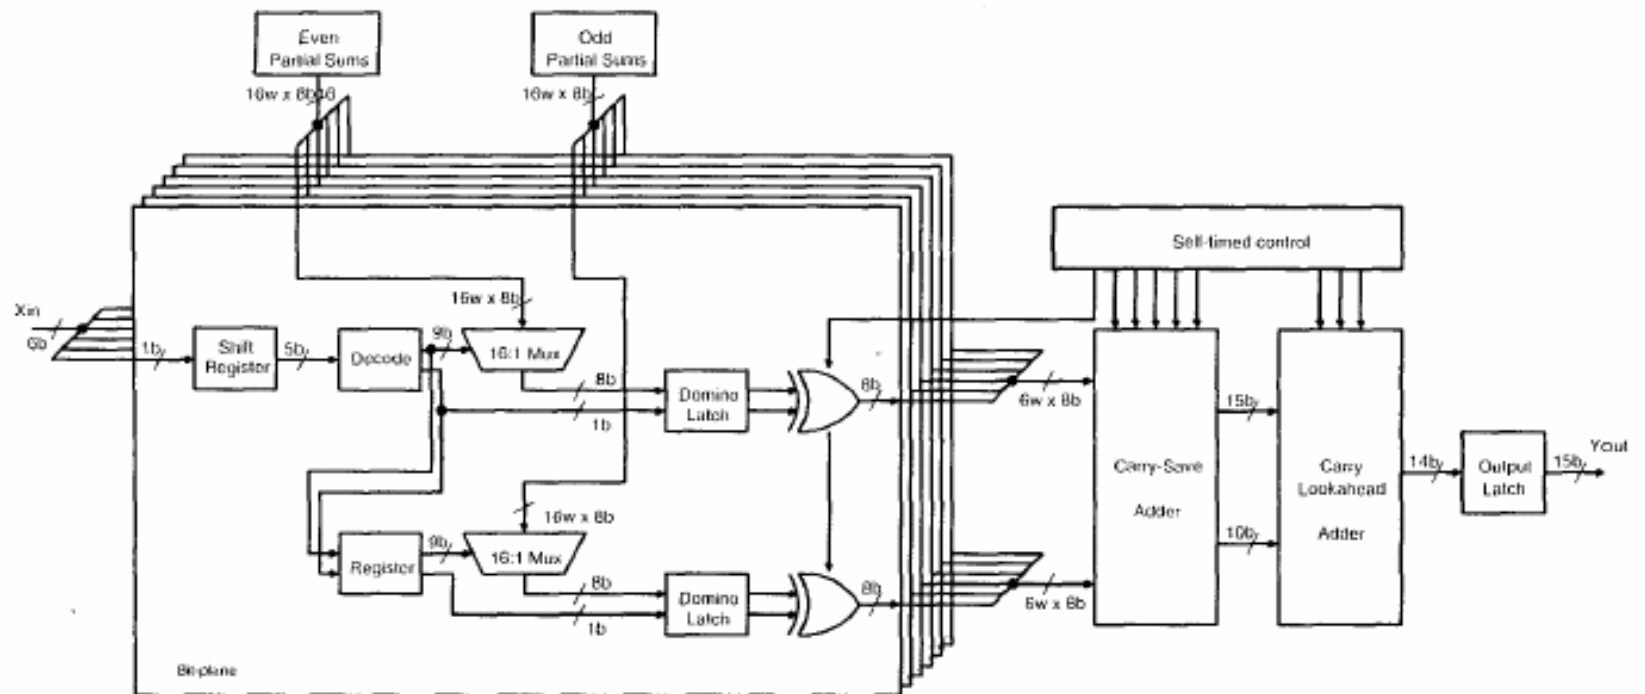 Even
Partial Sums
Odd
Partial Sums
16w x 8b
16w x 8b
Self-timed control
Xin
6b
1b
Shift
Register
5b
Decode
9b
16w x 8b
16:1 Mux
8b
1b
Domino
Latch
8b
6w x 8b
15b
Carry-Save
Adder
Carry
Lookahead
Adder
14b
Output
Latch
15b
Yout
10b
16w x 8b
Register
9b
16:1 Mux
8b
1b
Domino
Latch
8b
6w x 8b
Bit-plane